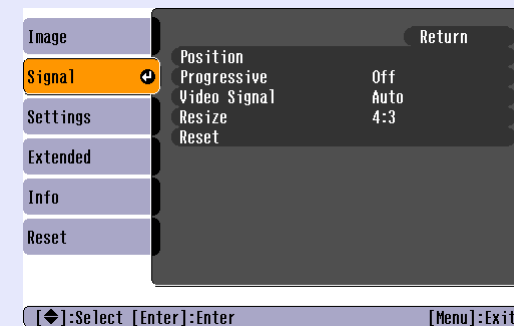 Image
Signal
Settings
Extended
Info
Reset
Return
Position
Progressive Off
Video Signal Auto
Resize 4:3
Reset
[◆]:Select [Enter]:Enter [Menu]:Exit